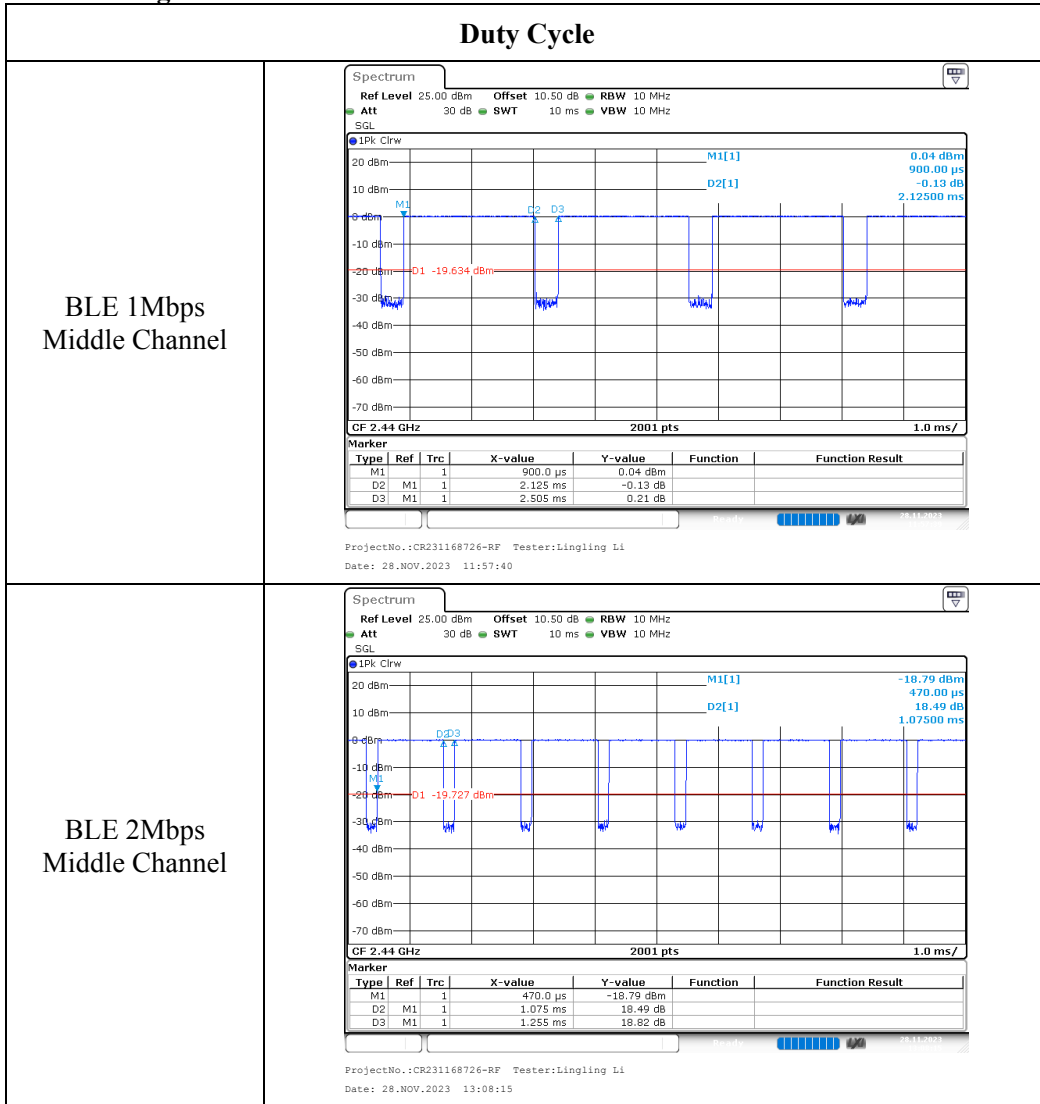 Duty Cycle
BLE 1Mbps
Middle Channel
Spectrum
Ref Level 25.00 dBm Offset 10.50 dB RBW 10 MHz
Att 30 dB SWT 10 ms VBW 10 MHz
SGL
1Pk Clrw
M1[1] 0.04 dBm
900.00 µs
D2[1] -0.13 dB
2.12500 ms
20 dBm
10 dBm
M1
D2 D3
0 dBm
-10 dBm
-20 dBm
D1 -19.634 dBm
-30 dBm
-40 dBm
-50 dBm
-60 dBm
-70 dBm
CF 2.44 GHz 2001 pts 1.0 ms/
Marker
Type Ref Trc X-value Y-value Function Function Result
M1 1 900.0 µs 0.04 dBm
D2 M1 1 2.125 ms -0.13 dB
D3 M1 1 2.505 ms 0.21 dB
Ready 28.11.2023
ProjectNo.:CR231168726-RF Tester:Lingling Li
Date: 28.NOV.2023 11:57:40
BLE 2Mbps
Middle Channel
Spectrum
Ref Level 25.00 dBm Offset 10.50 dB RBW 10 MHz
Att 30 dB SWT 10 ms VBW 10 MHz
SGL
1Pk Clrw
M1[1] -18.79 dBm
470.00 µs
D2[1] 18.49 dB
1.07500 ms
20 dBm
10 dBm
D2 D3
0 dBm
-10 dBm
M1
-20 dBm
D1 -19.727 dBm
-30 dBm
-40 dBm
-50 dBm
-60 dBm
-70 dBm
CF 2.44 GHz 2001 pts 1.0 ms/
Marker
Type Ref Trc X-value Y-value Function Function Result
M1 1 470.0 µs -18.79 dBm
D2 M1 1 1.075 ms 18.49 dB
D3 M1 1 1.255 ms 18.82 dB
Ready 28.11.2023
ProjectNo.:CR231168726-RF Tester:Lingling Li
Date: 28.NOV.2023 13:08:15